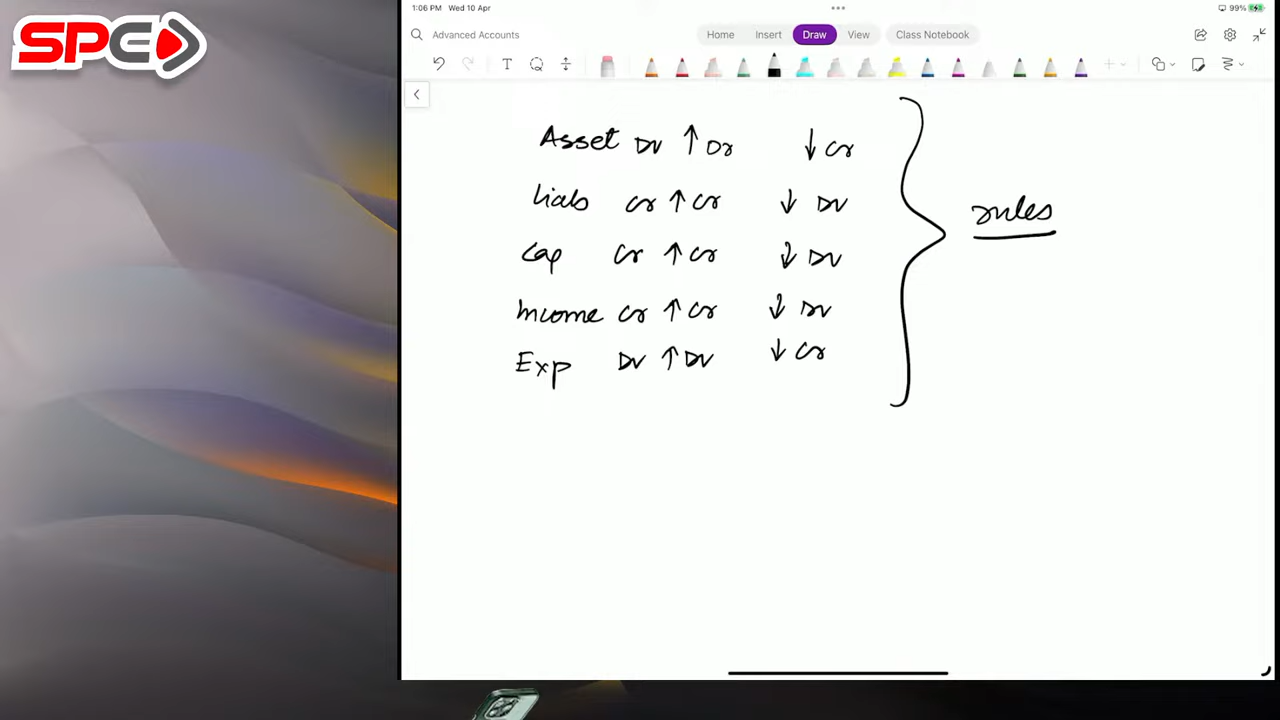 SPE
1:06 PM Wed 10 Apr
99%
Advanced Accounts
Home Insert Draw View Class Notebook
Asset Dr ↑ Dr ↓ Cr
Liab Cr ↑ Cr ↓ Dr
Cap Cr ↑ Cr ↓ Dr
Income Cr ↑ Cr ↓ Dr
Exp Dr ↑ Dr ↓ Cr
rules